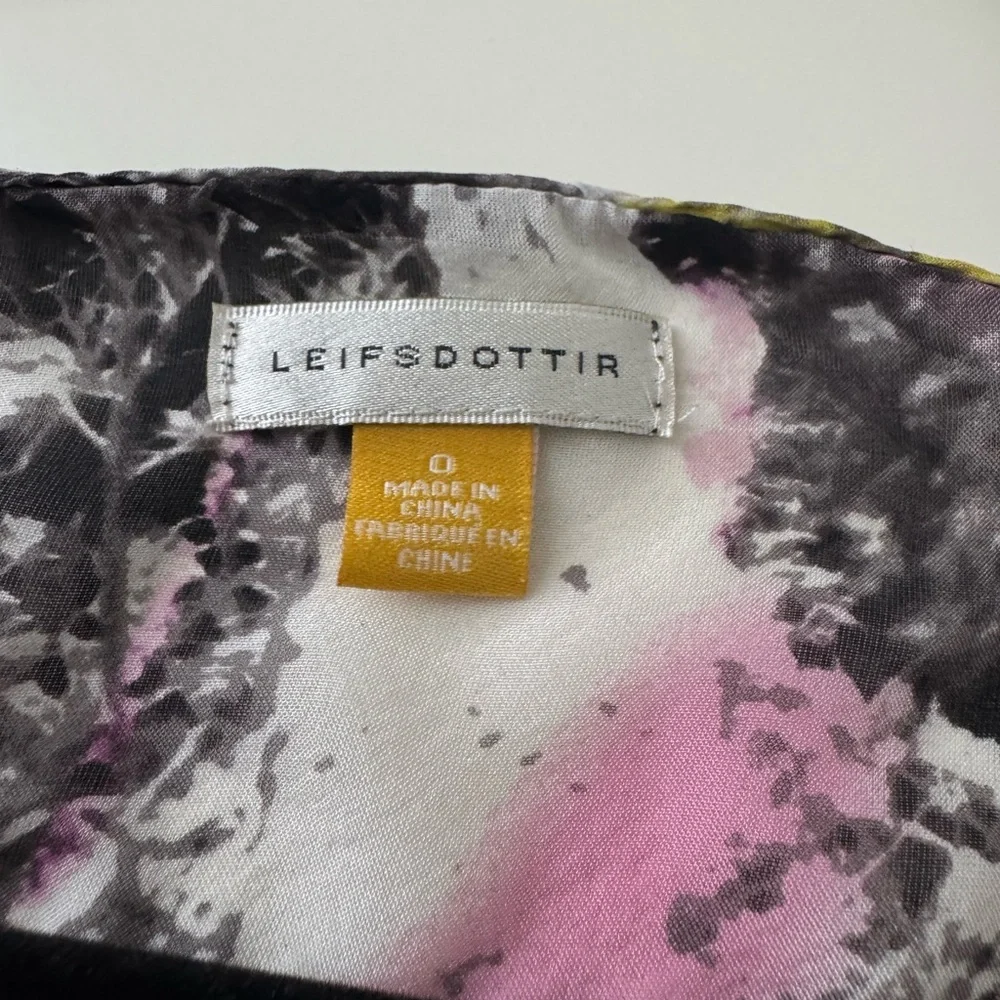 LEIFSDOTTIR
0
MADE IN
CHINA
FABRIQUE EN
CHINE